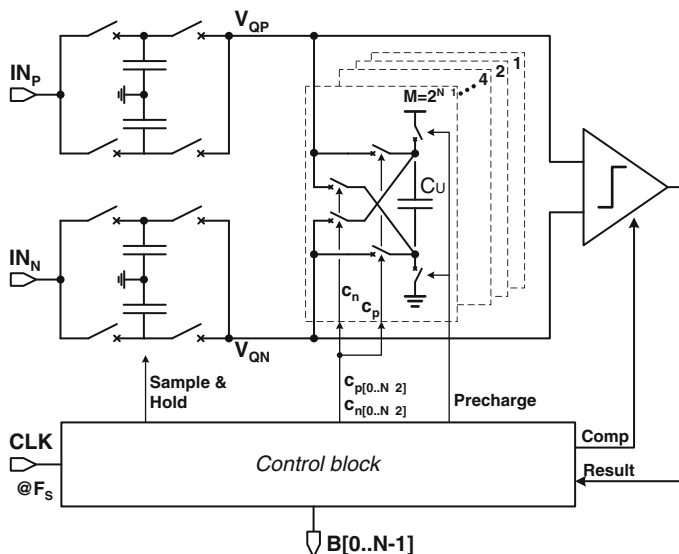 V_QP
IN_P
M=2^N 1
4 2 1
C_U
IN_N
c_n c_p
V_QN
Sample &
Hold
c_p[0..N 2]
c_n[0..N 2]
Precharge
CLK
@F_S
Control block
Comp
Result
B[0..N-1]